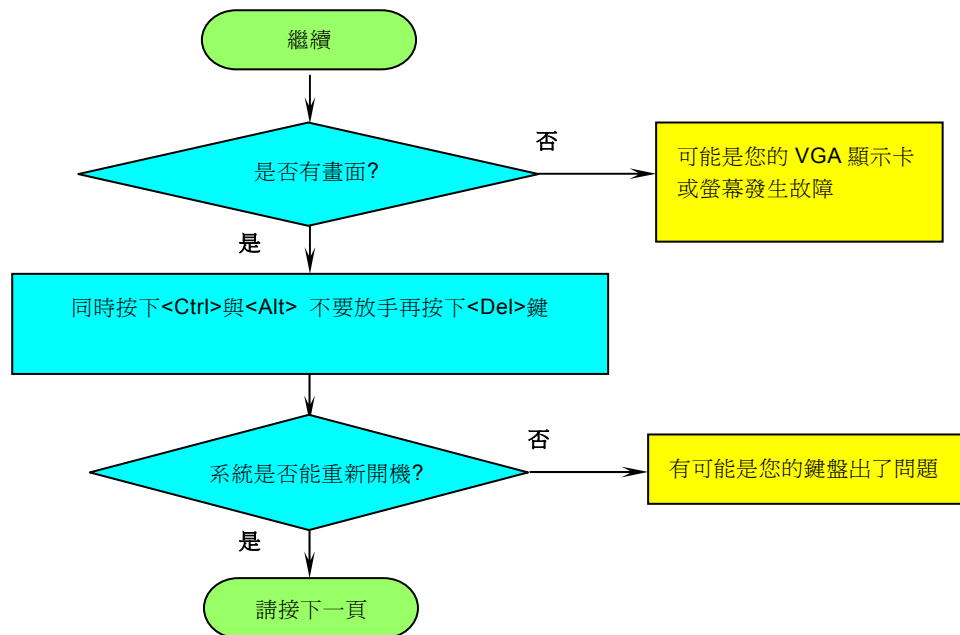 繼續
是否有畫面?
否
可能是您的 VGA 顯示卡
或螢幕發生故障
是
同時按下<Ctrl>與<Alt> 不要放手再按下<Del>鍵
系統是否能重新開機?
否
有可能是您的鍵盤出了問題
是
請接下一頁